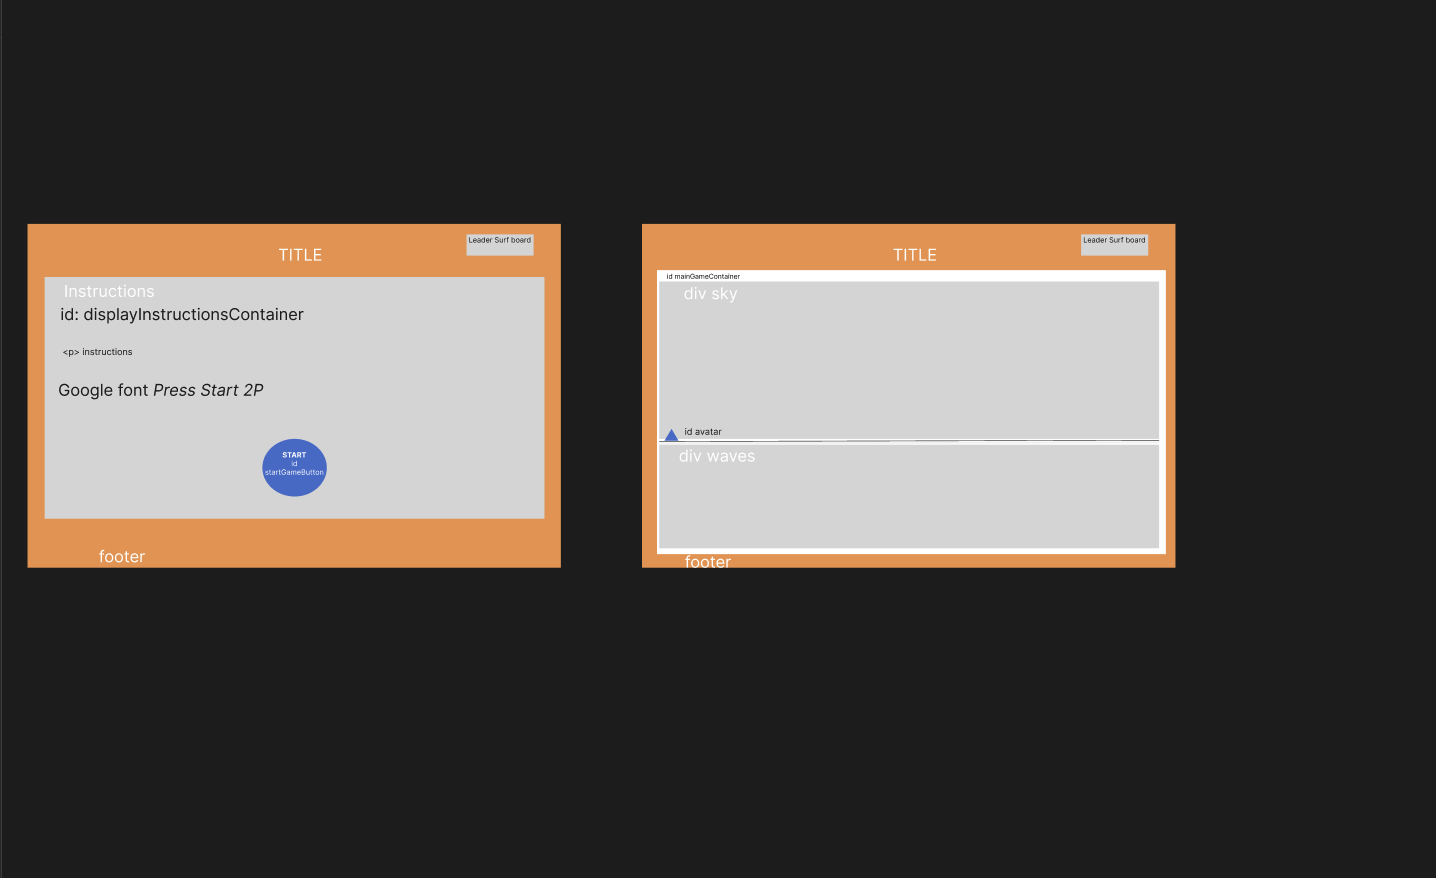 TITLE
Leader Surf board
Instructions
id: displayInstructionsContainer
<p> instructions
Google font Press Start 2P
START
id
startGameButton
footer
TITLE
Leader Surf board
id mainGameContainer
div sky
id avatar
div waves
footer